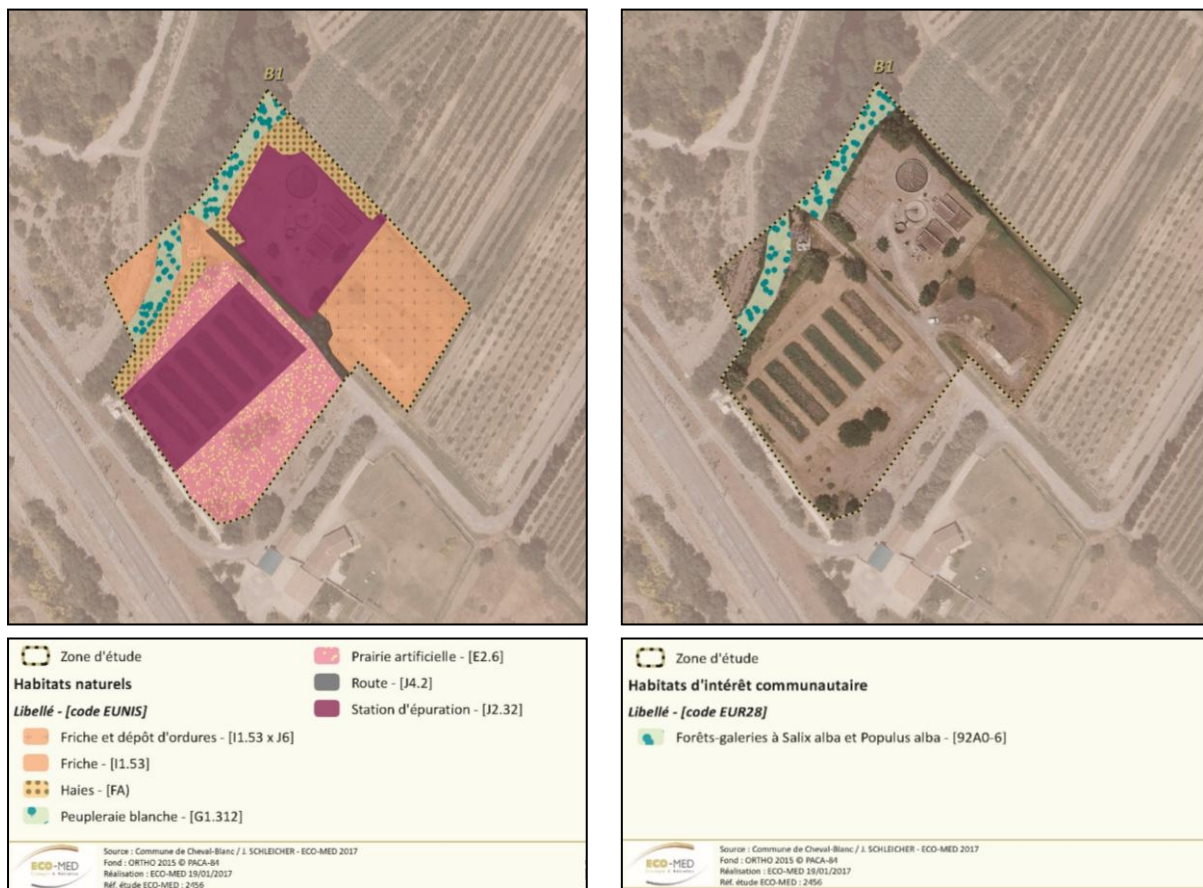 B1
Zone d'étude
Habitats naturels
Libellé - [code EUNIS]
Friche et dépôt d'ordures - [I1.53 x J6]
Friche - [I1.53]
Haies - [FA)
Peupleraie blanche - [G1.312]
Prairie artificielle - [E2.6]
Route - [J4.2]
Station d'épuration - [J2.32]
ECO-MED
Source : Commune de Cheval-Blanc / J. SCHLEICHER - ECO-MED 2017
Fond : ORTHO 2015 © PACA-84
Réalisation : ECO-MED 19/01/2017
Réf. étude ECO-MED : 2456
B1
Zone d'étude
Habitats d'intérêt communautaire
Libellé - [code EUR28]
Forêts-galeries à Salix alba et Populus alba - [92A0-6]
ECO-MED
Source : Commune de Cheval-Blanc / J. SCHLEICHER - ECO-MED 2017
Fond : ORTHO 2015 © PACA-84
Réalisation : ECO-MED 19/01/2017
Réf. étude ECO-MED : 2456